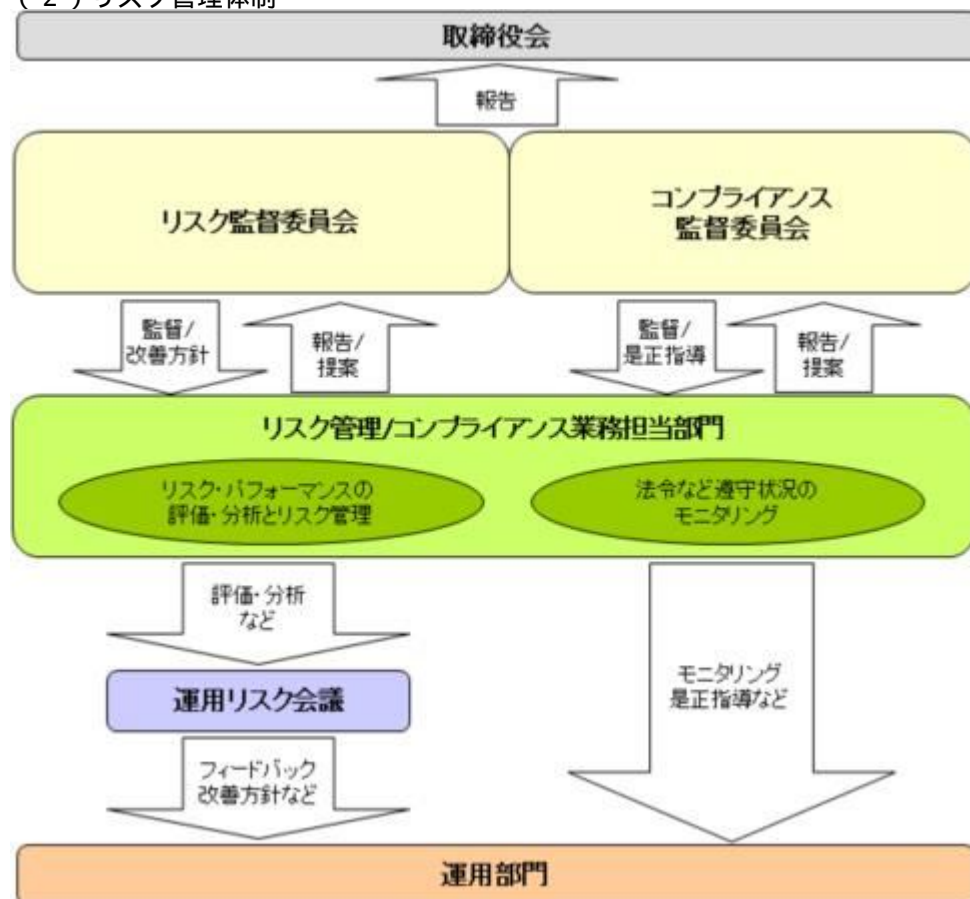 (2)リスク管理体制
取締役会
報告
リスク監督委員会
コンプライアンス
監督委員会
監督/
改善方針
報告/
提案
監督/
是正指導
報告/
提案
リスク管理/コンプライアンス業務担当部門
リスク・パフォーマンスの
評価・分析とリスク管理
法令など遵守状況の
モニタリング
評価・分析
など
運用リスク会議
モニタリング
是正指導など
フィードバック
改善方針など
運用部門